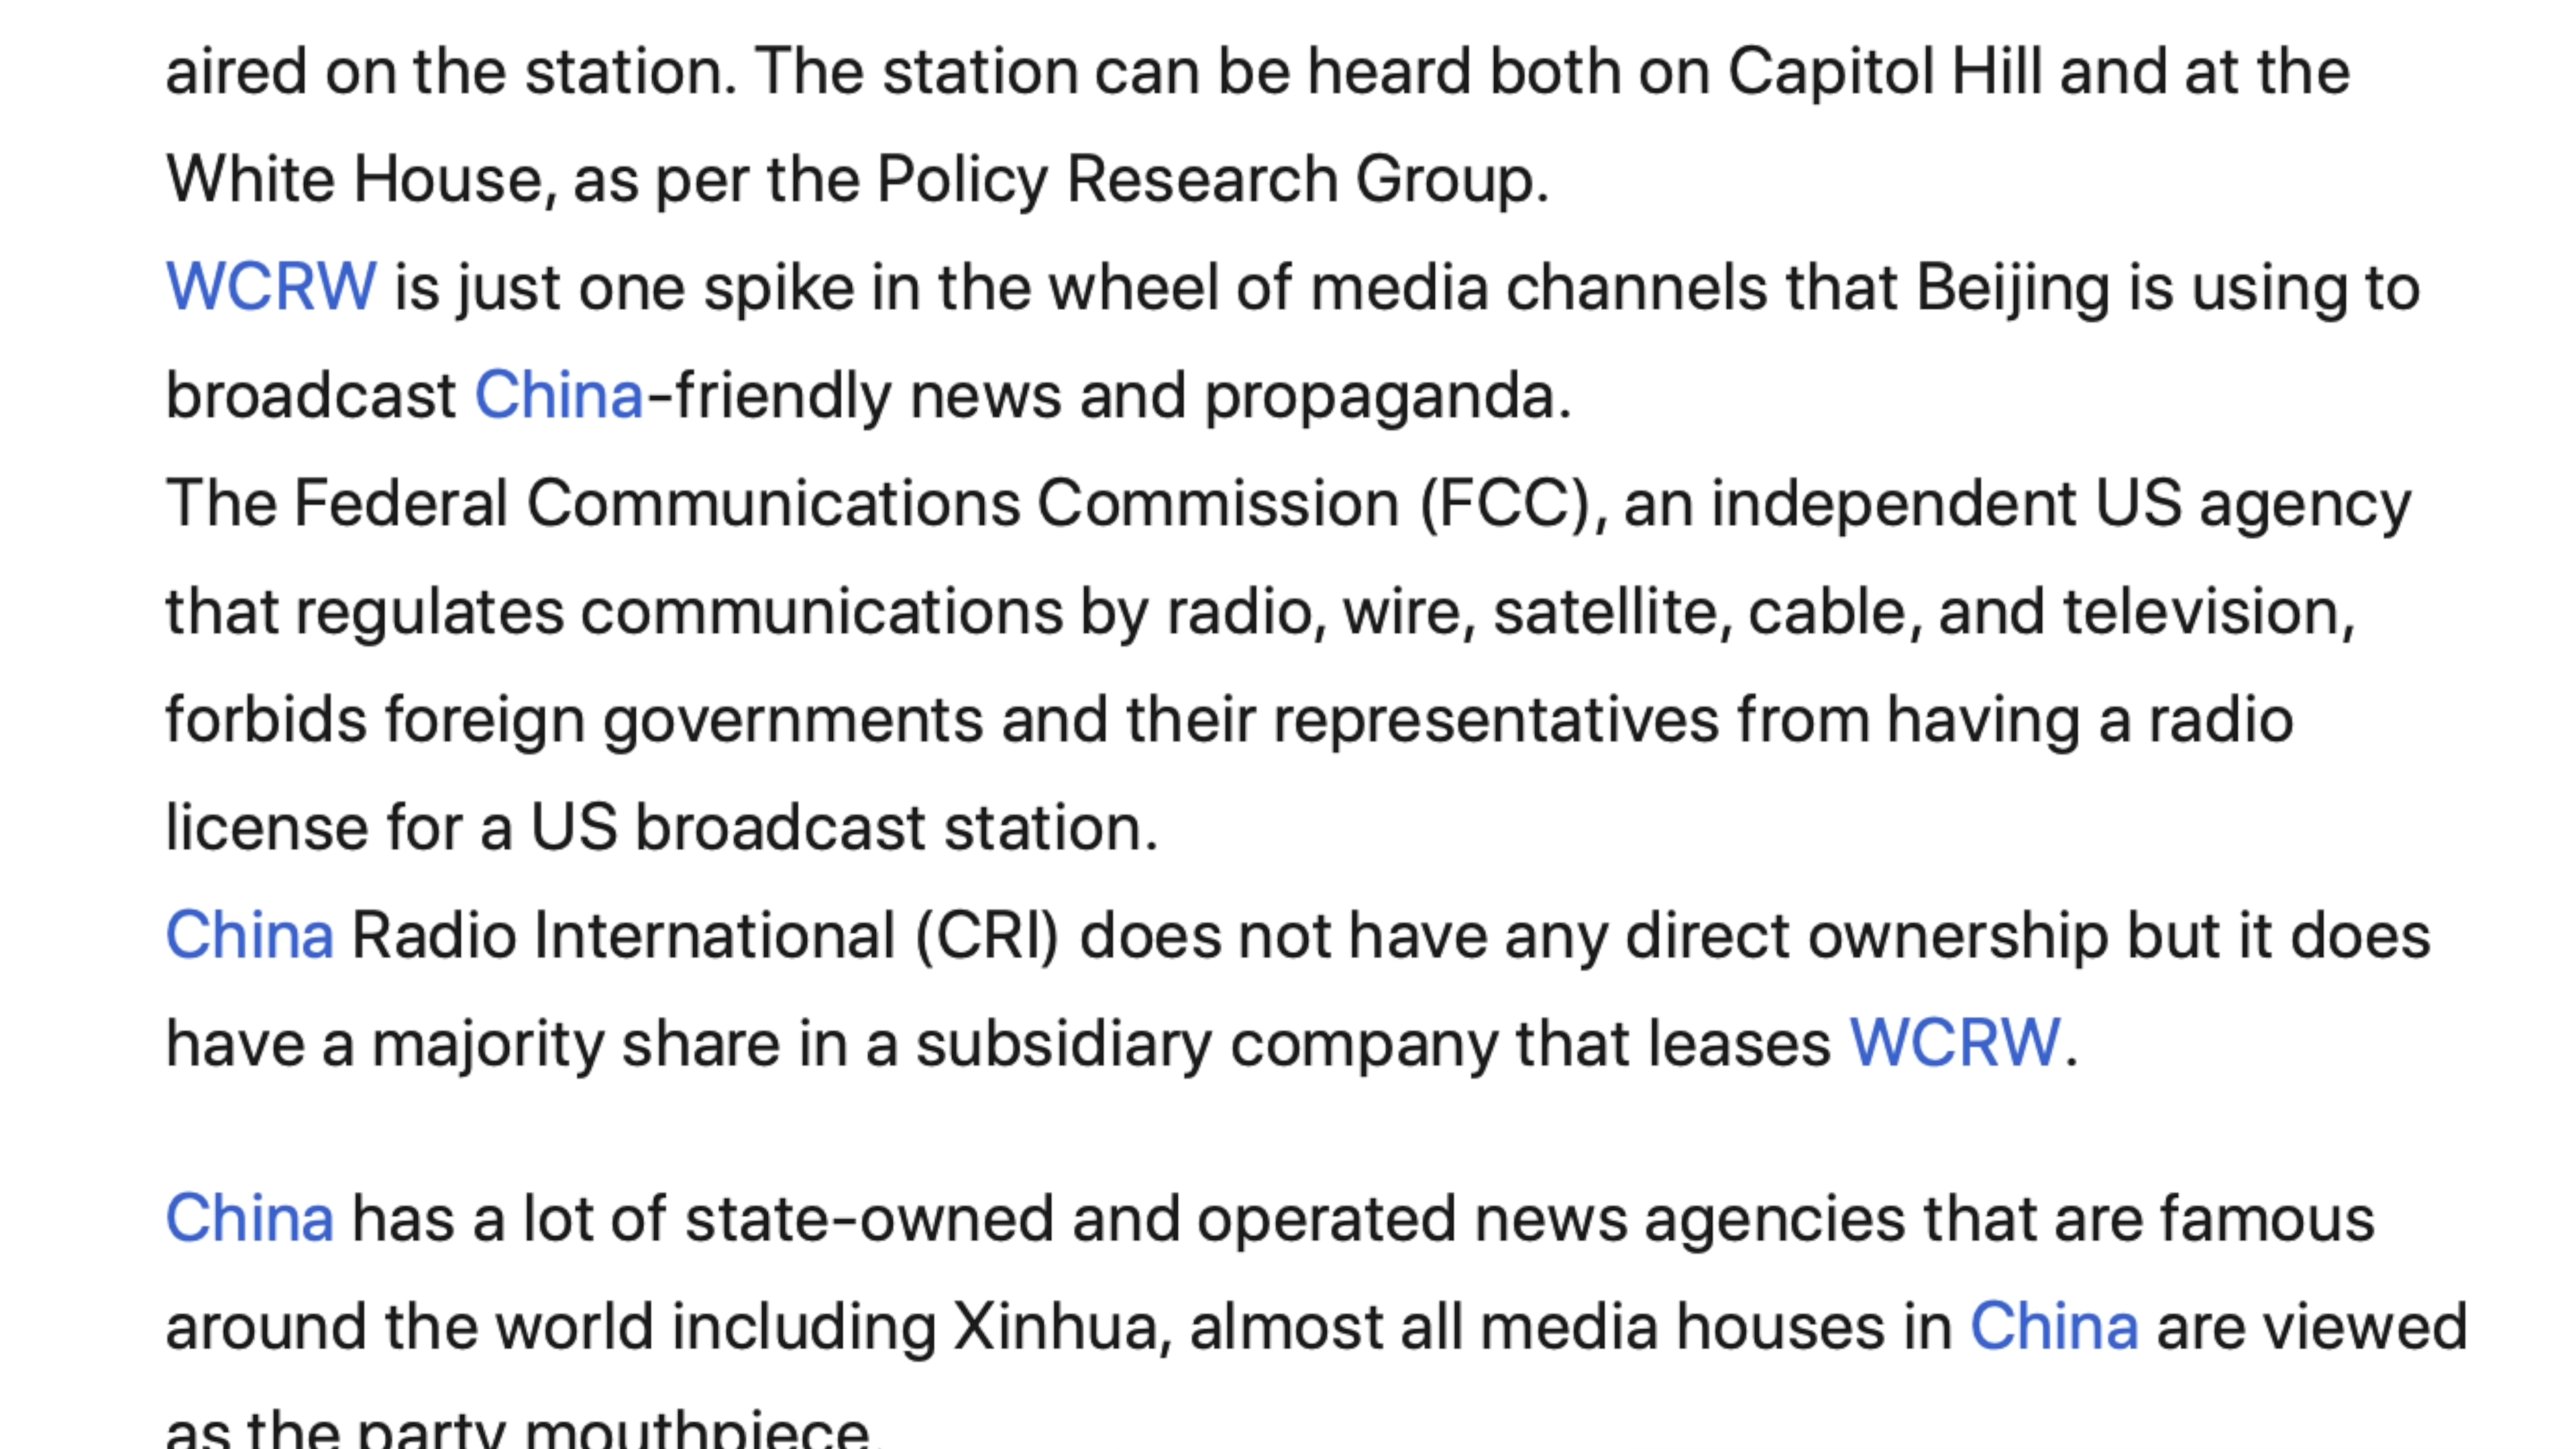 aired on the station. The station can be heard both on Capitol Hill and at the
White House, as per the Policy Research Group.
WCRW is just one spike in the wheel of media channels that Beijing is using to
broadcast China-friendly news and propaganda.
The Federal Communications Commission (FCC), an independent US agency
that regulates communications by radio, wire, satellite, cable, and television,
forbids foreign governments and their representatives from having a radio
license for a US broadcast station.
China Radio International (CRI) does not have any direct ownership but it does
have a majority share in a subsidiary company that leases WCRW.
China has a lot of state-owned and operated news agencies that are famous
around the world including Xinhua, almost all media houses in China are viewed
as the party mouthpiece.